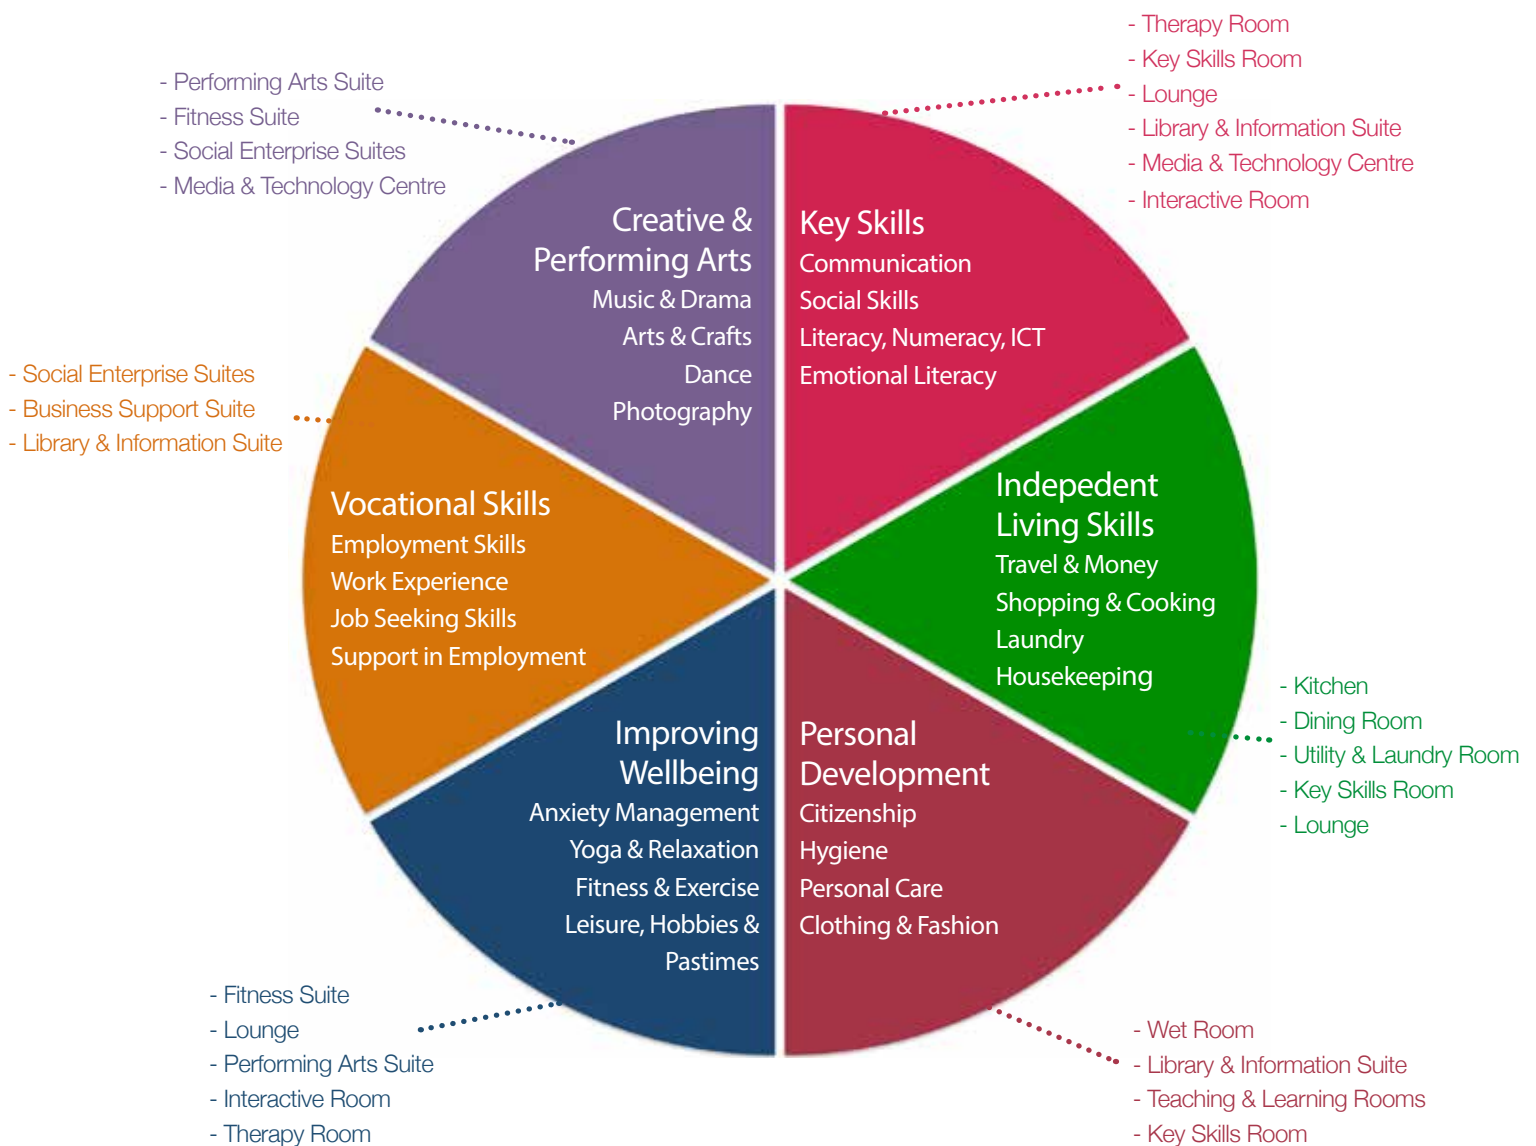 - Performing Arts Suite
- Fitness Suite
- Social Enterprise Suites
- Media & Technology Centre
- Therapy Room
- Key Skills Room
- Lounge
- Library & Information Suite
- Media & Technology Centre
- Interactive Room
Creative &
Performing Arts
Music & Drama
Arts & Crafts
Dance
Photography
Key Skills
Communication
Social Skills
Literacy, Numeracy, ICT
Emotional Literacy
- Social Enterprise Suites
- Business Support Suite
- Library & Information Suite
Vocational Skills
Employment Skills
Work Experience
Job Seeking Skills
Support in Employment
Indepedent
Living Skills
Travel & Money
Shopping & Cooking
Laundry
Housekeeping
- Kitchen
- Dining Room
- Utility & Laundry Room
- Key Skills Room
- Lounge
Improving
Wellbeing
Anxiety Management
Yoga & Relaxation
Fitness & Exercise
Leisure, Hobbies &
Pastimes
Personal
Development
Citizenship
Hygiene
Personal Care
Clothing & Fashion
- Fitness Suite
- Lounge
- Performing Arts Suite
- Interactive Room
- Therapy Room
- Wet Room
- Library & Information Suite
- Teaching & Learning Rooms
- Key Skills Room